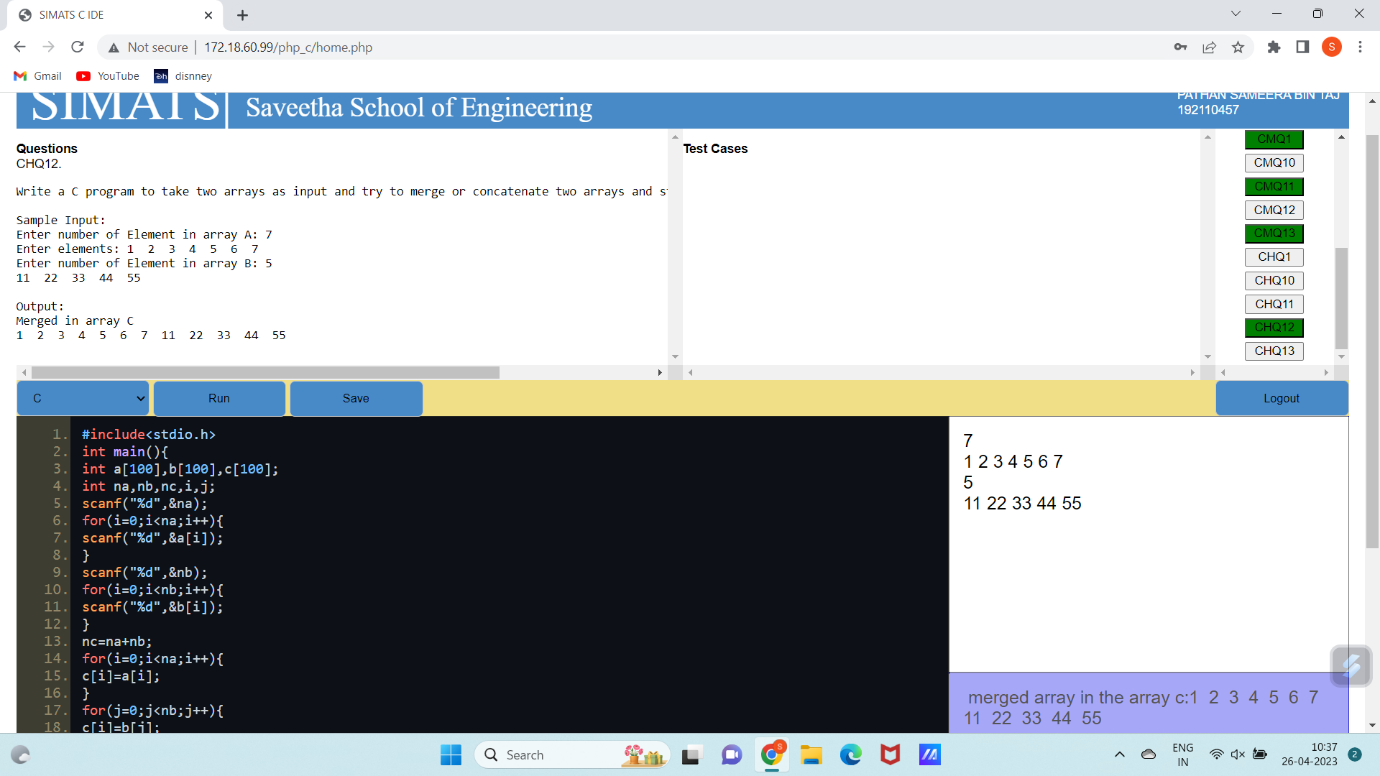 SIMATS C IDE
Not secure | 172.18.60.99/php_c/home.php
Gmail YouTube disnney
SIMATS Saveetha School of Engineering
PATHAN SAMEERA BIN TAJ
192110457
Questions
CHQ12.
Write a C program to take two arrays as input and try to merge or concatenate two arrays and
Sample Input:
Enter number of Element in array A: 7
Enter elements: 1 2 3 4 5 6 7
Enter number of Element in array B: 5
11 22 33 44 55
Output:
Merged in array C
1 2 3 4 5 6 7 11 22 33 44 55
Test Cases
CMQ1
CMQ10
CMQ11
CMQ12
CMQ13
CHQ1
CHQ10
CHQ11
CHQ12
CHQ13
C Run Save Logout
1. #include<stdio.h>
2. int main(){
3. int a[100],b[100],c[100];
4. int na,nb,nc,i,j;
5. scanf("%d",&na);
6. for(i=0;i<na;i++){
7. scanf("%d",&a[i]);
8. }
9. scanf("%d",&nb);
10. for(i=0;i<nb;i++){
11. scanf("%d",&b[i]);
12. }
13. nc=na+nb;
14. for(i=0;i<na;i++){
15. c[i]=a[i];
16. }
17. for(j=0;j<nb;j++){
18. c[i]=b[j];
7
1 2 3 4 5 6 7
5
11 22 33 44 55
merged array in the array c:1 2 3 4 5 6 7
11 22 33 44 55
Search
ENG
IN
10:37
26-04-2023
2